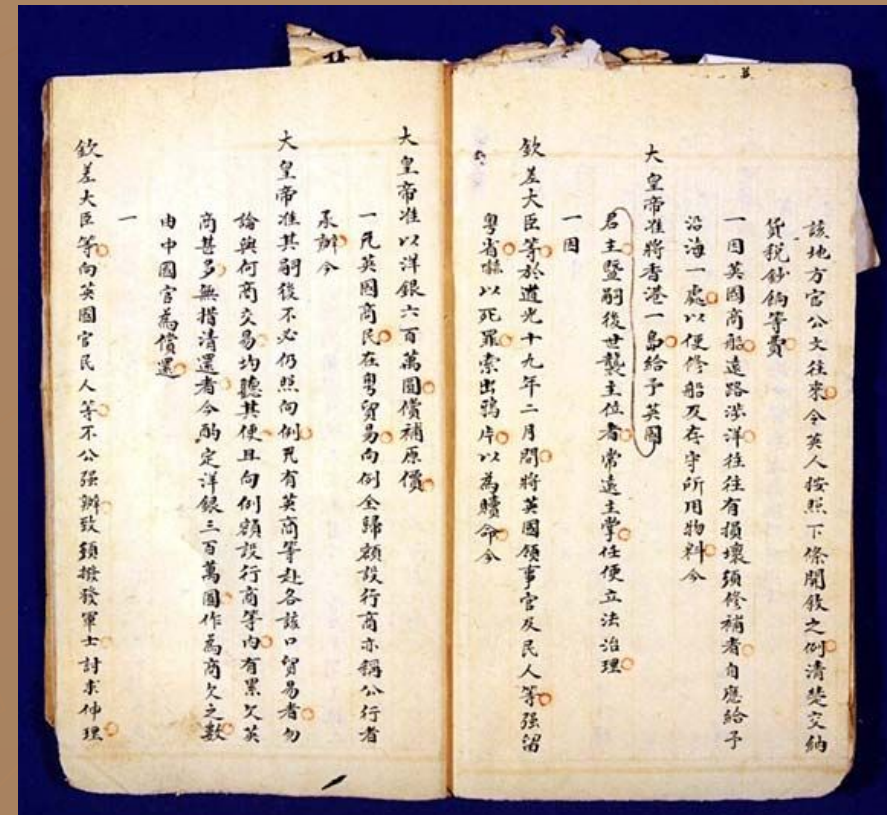 該地方官公文往來令英人按照下條開敘之例清楚交納
貨稅鈔餉等費
一因英國商船遠路涉洋往往有損壞須修補者自應給予
沿海一處以便修船及存守所用物料今
大皇帝准將香港一島給予英國
君主暨嗣後世襲主位者常遠主掌任便立法治理
一因
欽差大臣等於道光十九年二月間將英國領事官及民人等强留
粵省嚇以死罪索出鴉片以為贖命今
大皇帝准以洋銀六百萬圓償補原價
一凡英國商民在粵貿易向例全歸額設行商亦稱公行者
承辦今
大皇帝准其嗣後不必仍照向例凡有英商等赴各該口貿易者勿
論與何商交易均聽其便且向例額設行商等內有累欠英
商甚多無措清還者今酌定洋銀三百萬圓作為商欠之數
由中國官為償還
一
欽差大臣等向英國官民人等不公强辦致須撥發軍士討求伸理